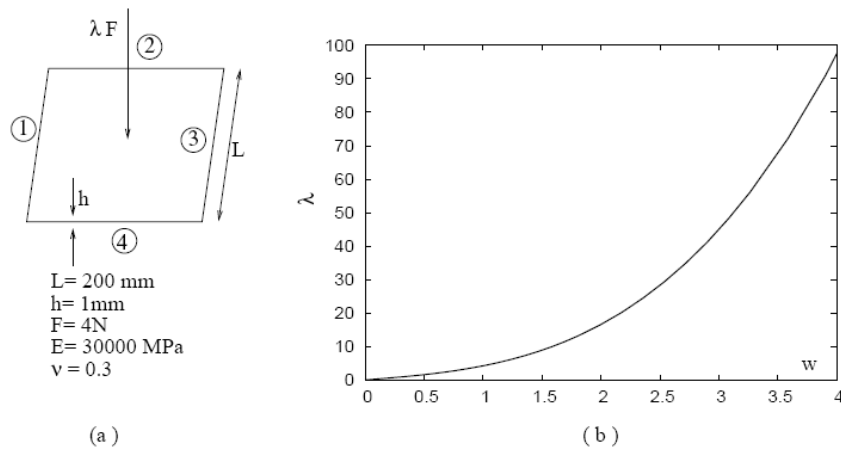 λ F
②
①
③
L
h
④
L= 200 mm
h= 1mm
F= 4N
E= 30000 MPa
ν = 0.3
(a )
100
90
80
70
60
50
40
30
20
10
0
λ
w
0 0.5 1 1.5 2 2.5 3 3.5 4
( b )